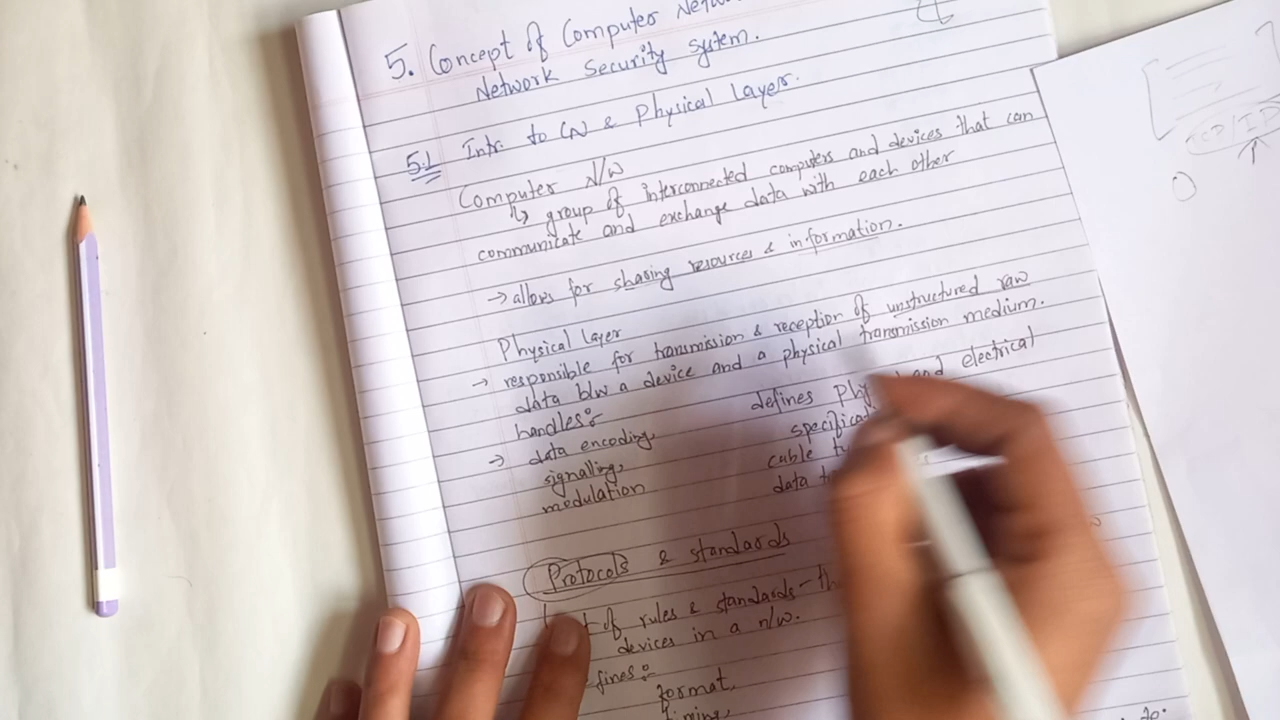 5. Concept of Computer
Network Security system.
5.1 Intr. to CN & Physical Layer.
Computer N/W
↳ group of interconnected computers and devices that can
communicate and exchange data with each other
→ allows for sharing resources & information.
Physical layer
→ responsible for transmission & reception of unstructured raw
data b/w a device and a physical transmission medium.
handles:-
→ data encoding,
signalling,
modulation
defines and electrical
cable
data
Protocols & standards
of rules & standards
devices in a n/w.
format,
timing,